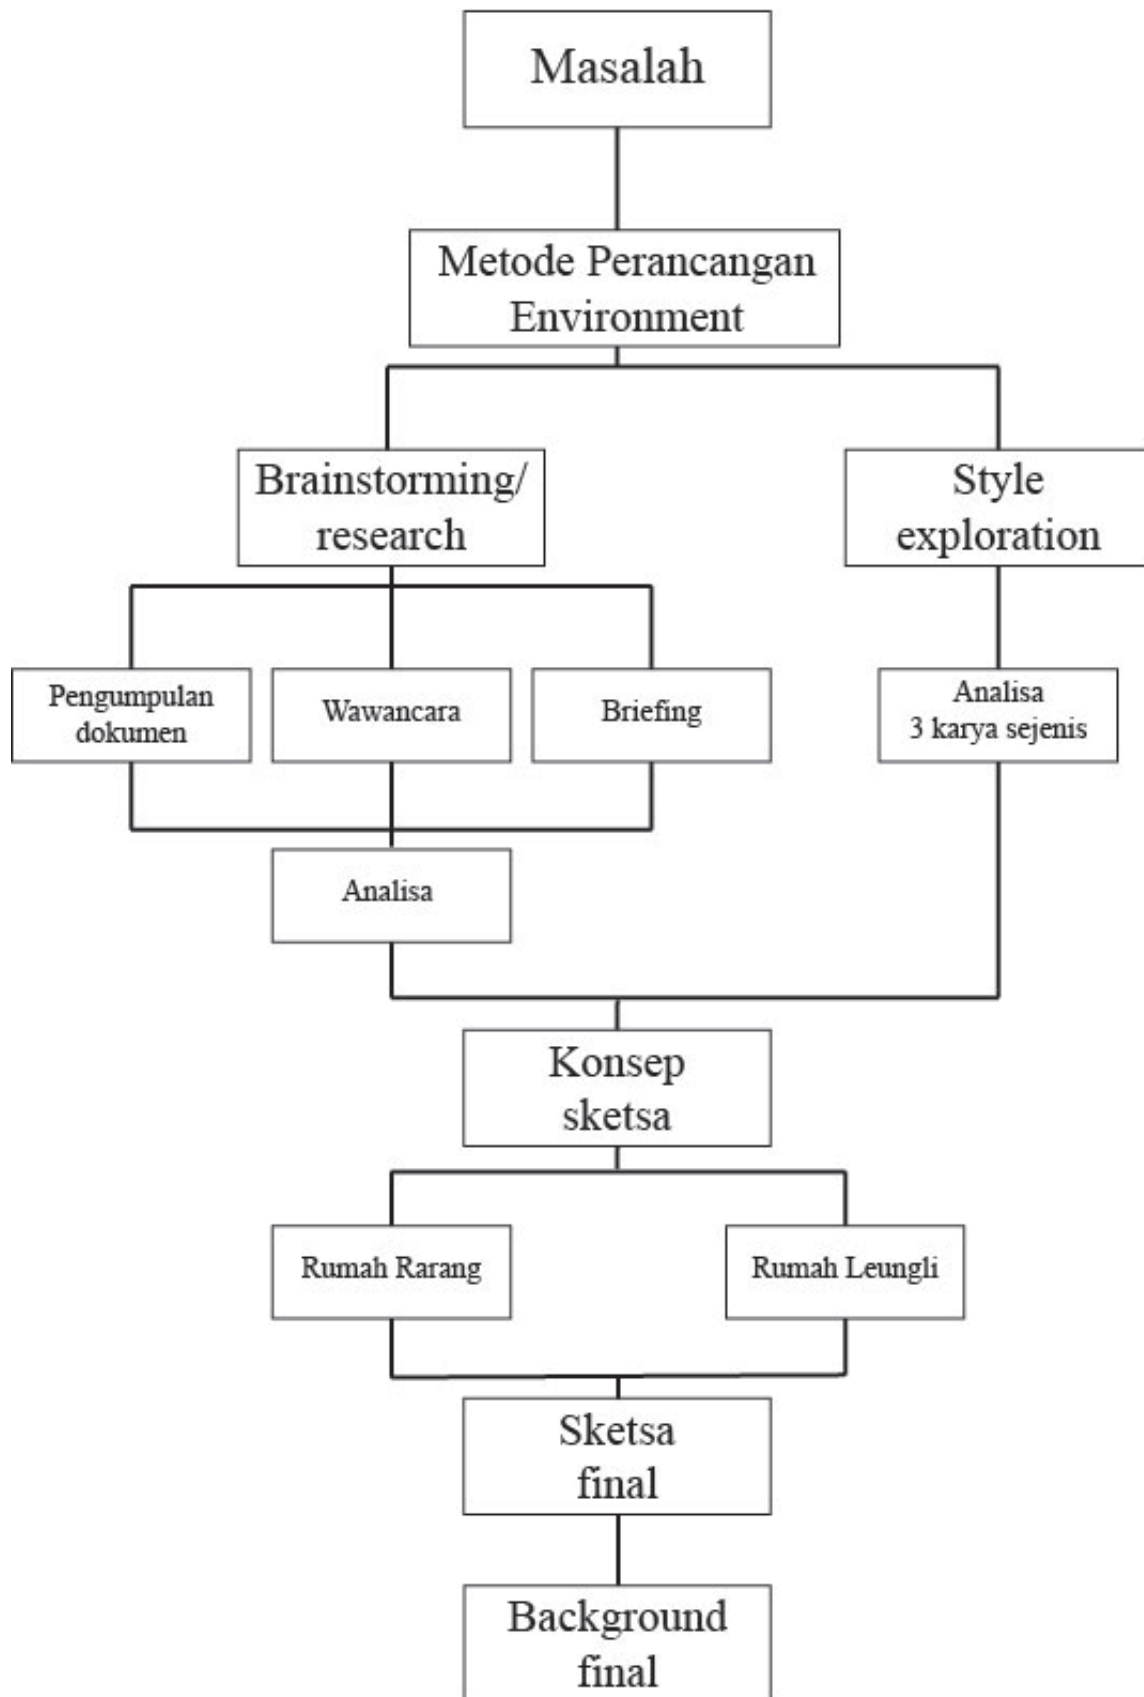 Masalah
Metode Perancangan
Environment
Brainstorming/
research
Style
exploration
Pengumpulan
dokumen
Wawancara
Briefing
Analisa
3 karya sejenis
Analisa
Konsep
sketsa
Rumah Rarang
Rumah Leungli
Sketsa
final
Background
final